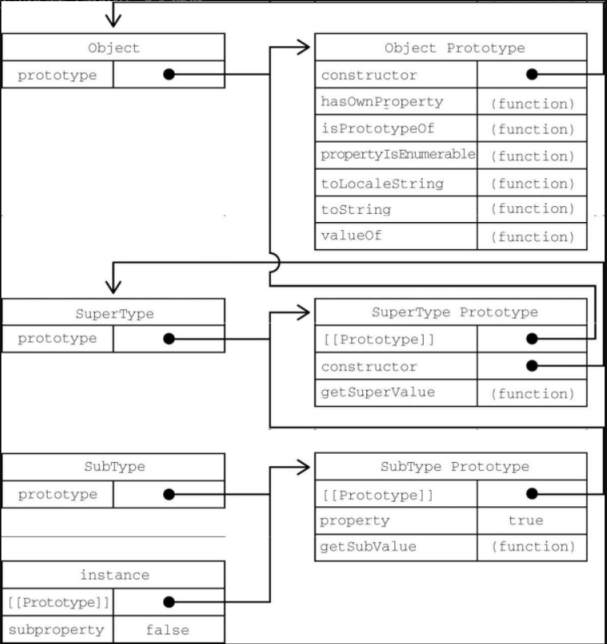 Object
prototype
Object Prototype
constructor
hasOwnProperty (function)
isPrototypeOf (function)
propertyIsEnumerable (function)
toLocaleString (function)
toString (function)
valueOf (function)
SuperType
prototype
SuperType Prototype
[[Prototype]]
constructor
getSuperValue (function)
SubType
prototype
SubType Prototype
[[Prototype]]
property true
getSubValue (function)
instance
[[Prototype]]
subproperty false